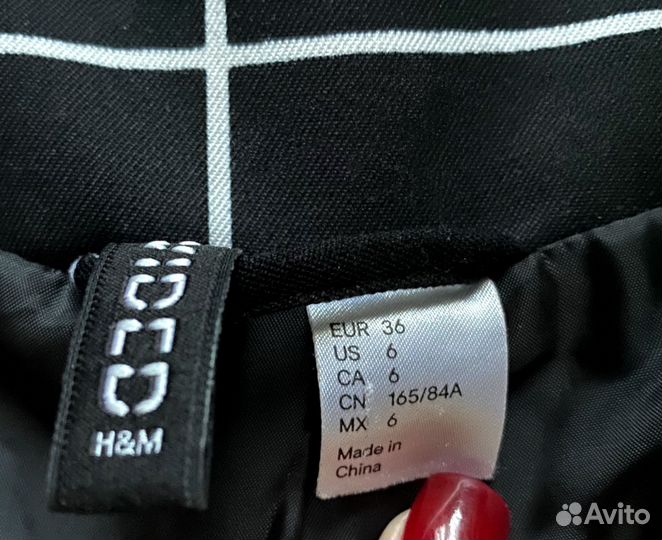 H&M
EUR 36
US 6
CA 6
CN 165/84A
MX 6
Made in
China
Avito